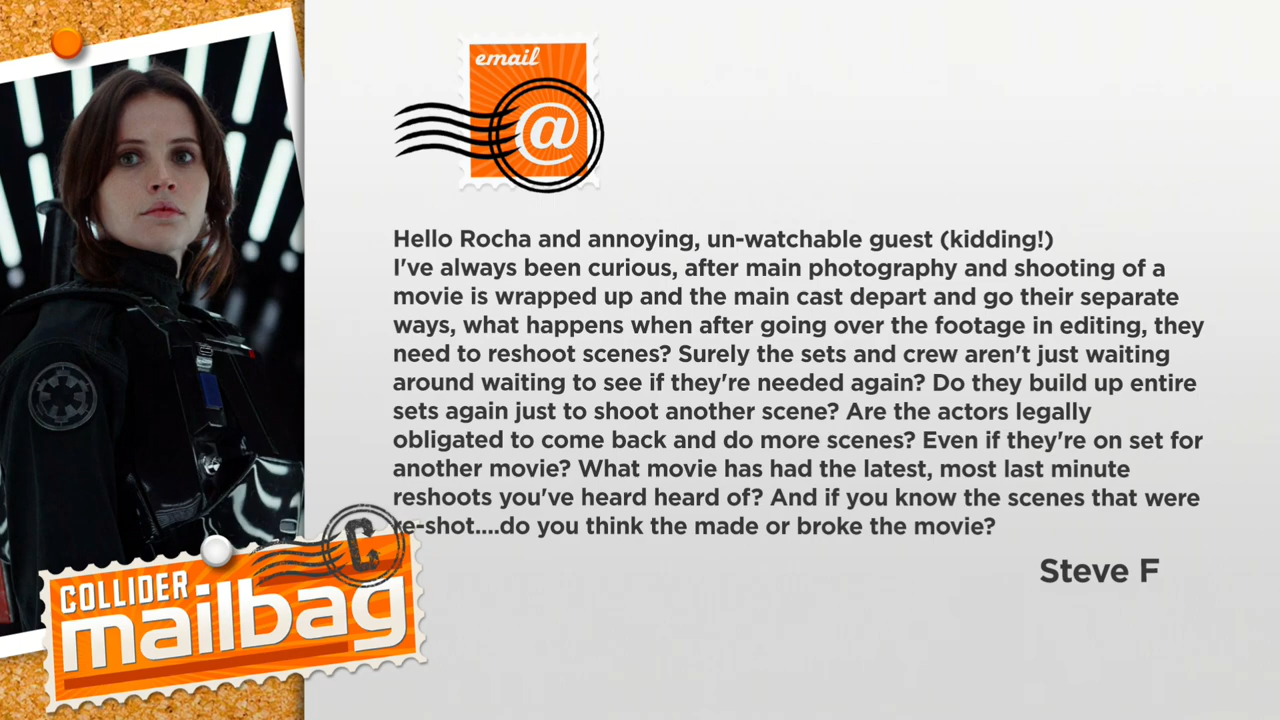 email
@
Hello Rocha and annoying, un-watchable guest (kidding!)
I've always been curious, after main photography and shooting of a
movie is wrapped up and the main cast depart and go their separate
ways, what happens when after going over the footage in editing, they
need to reshoot scenes? Surely the sets and crew aren't just waiting
around waiting to see if they're needed again? Do they build up entire
sets again just to shoot another scene? Are the actors legally
obligated to come back and do more scenes? Even if they're on set for
another movie? What movie has had the latest, most last minute
reshoots you've heard heard of? And if you know the scenes that were
re-shot....do you think the made or broke the movie?
Steve F
C
COLLIDER
mailbag